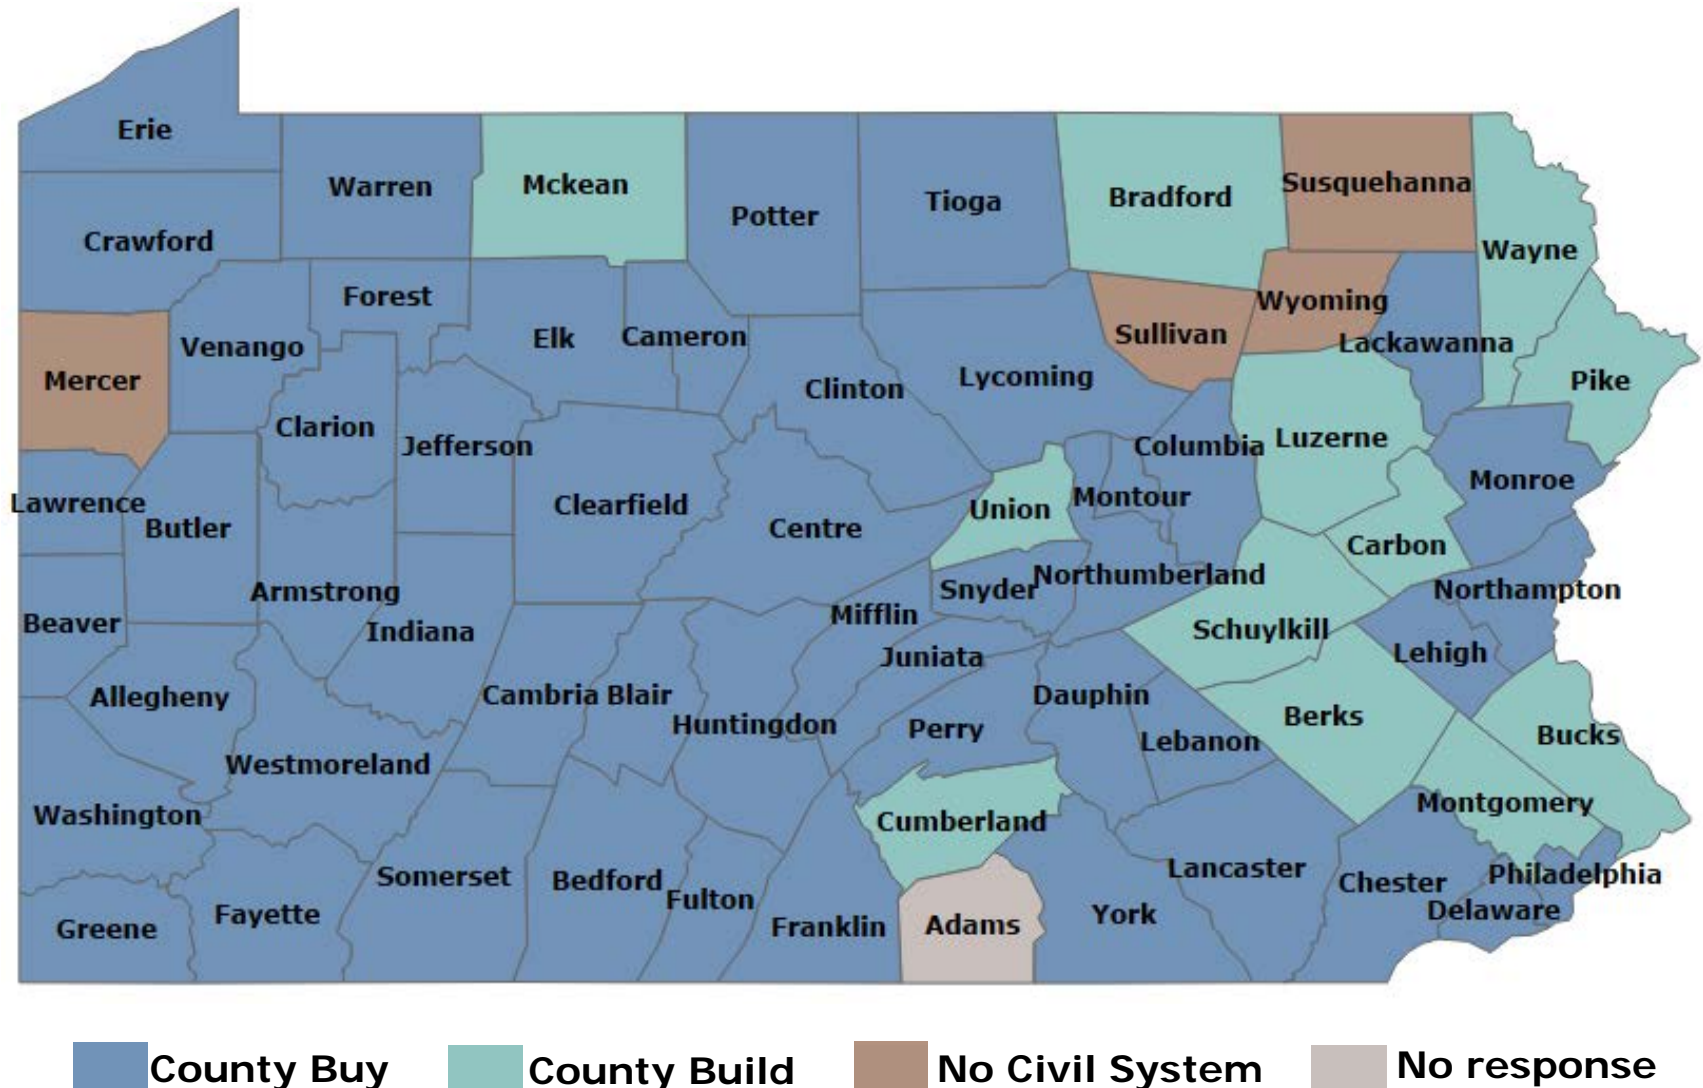 Erie
Warren
Mckean
Potter
Tioga
Bradford
Susquehanna
Crawford
Wayne
Forest
Wyoming
Venango
Elk
Cameron
Sullivan
Lackawanna
Mercer
Clinton
Lycoming
Pike
Clarion
Jefferson
Columbia
Luzerne
Lawrence
Butler
Clearfield
Centre
Union
Montour
Monroe
Carbon
Armstrong
Snyder
Northumberland
Northampton
Beaver
Indiana
Mifflin
Schuylkill
Juniata
Lehigh
Allegheny
Cambria
Blair
Huntingdon
Dauphin
Perry
Lebanon
Berks
Bucks
Westmoreland
Washington
Cumberland
Montgomery
Somerset
Bedford
Fulton
Lancaster
Chester
Philadelphia
Greene
Fayette
Franklin
Adams
York
Delaware
County Buy
County Build
No Civil System
No response